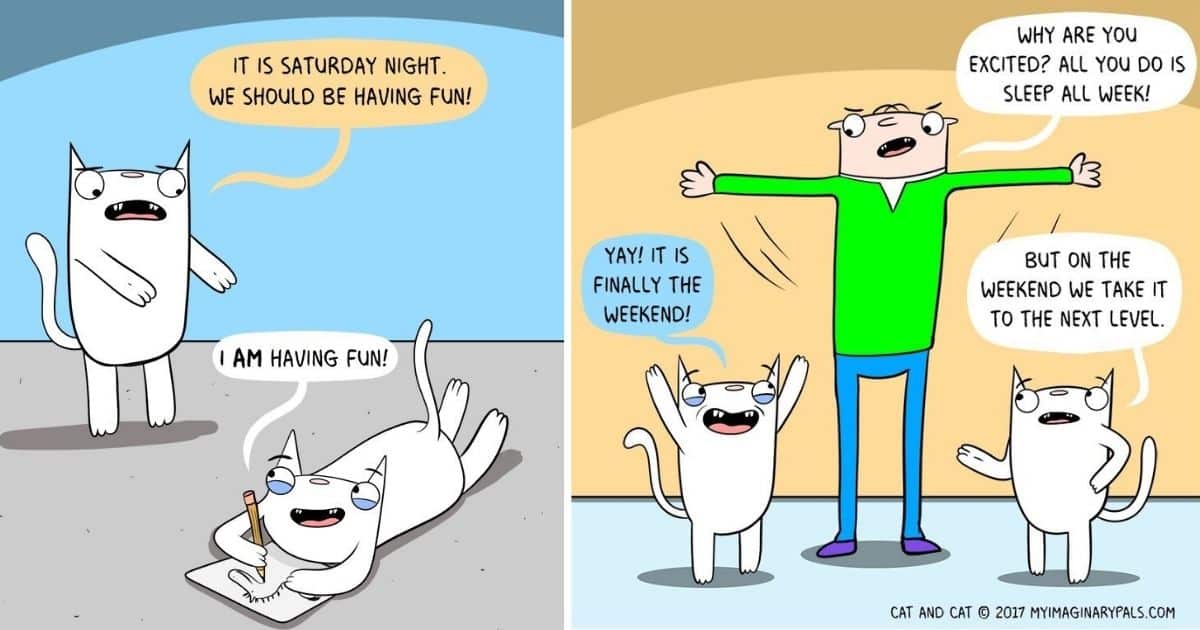 IT IS SATURDAY NIGHT.
WE SHOULD BE HAVING FUN!
I AM HAVING FUN!
WHY ARE YOU
EXCITED? ALL YOU DO IS
SLEEP ALL WEEK!
YAY! IT IS
FINALLY THE
WEEKEND!
BUT ON THE
WEEKEND WE TAKE IT
TO THE NEXT LEVEL.
CAT AND CAT © 2017 MYIMAGINARYPALS.COM